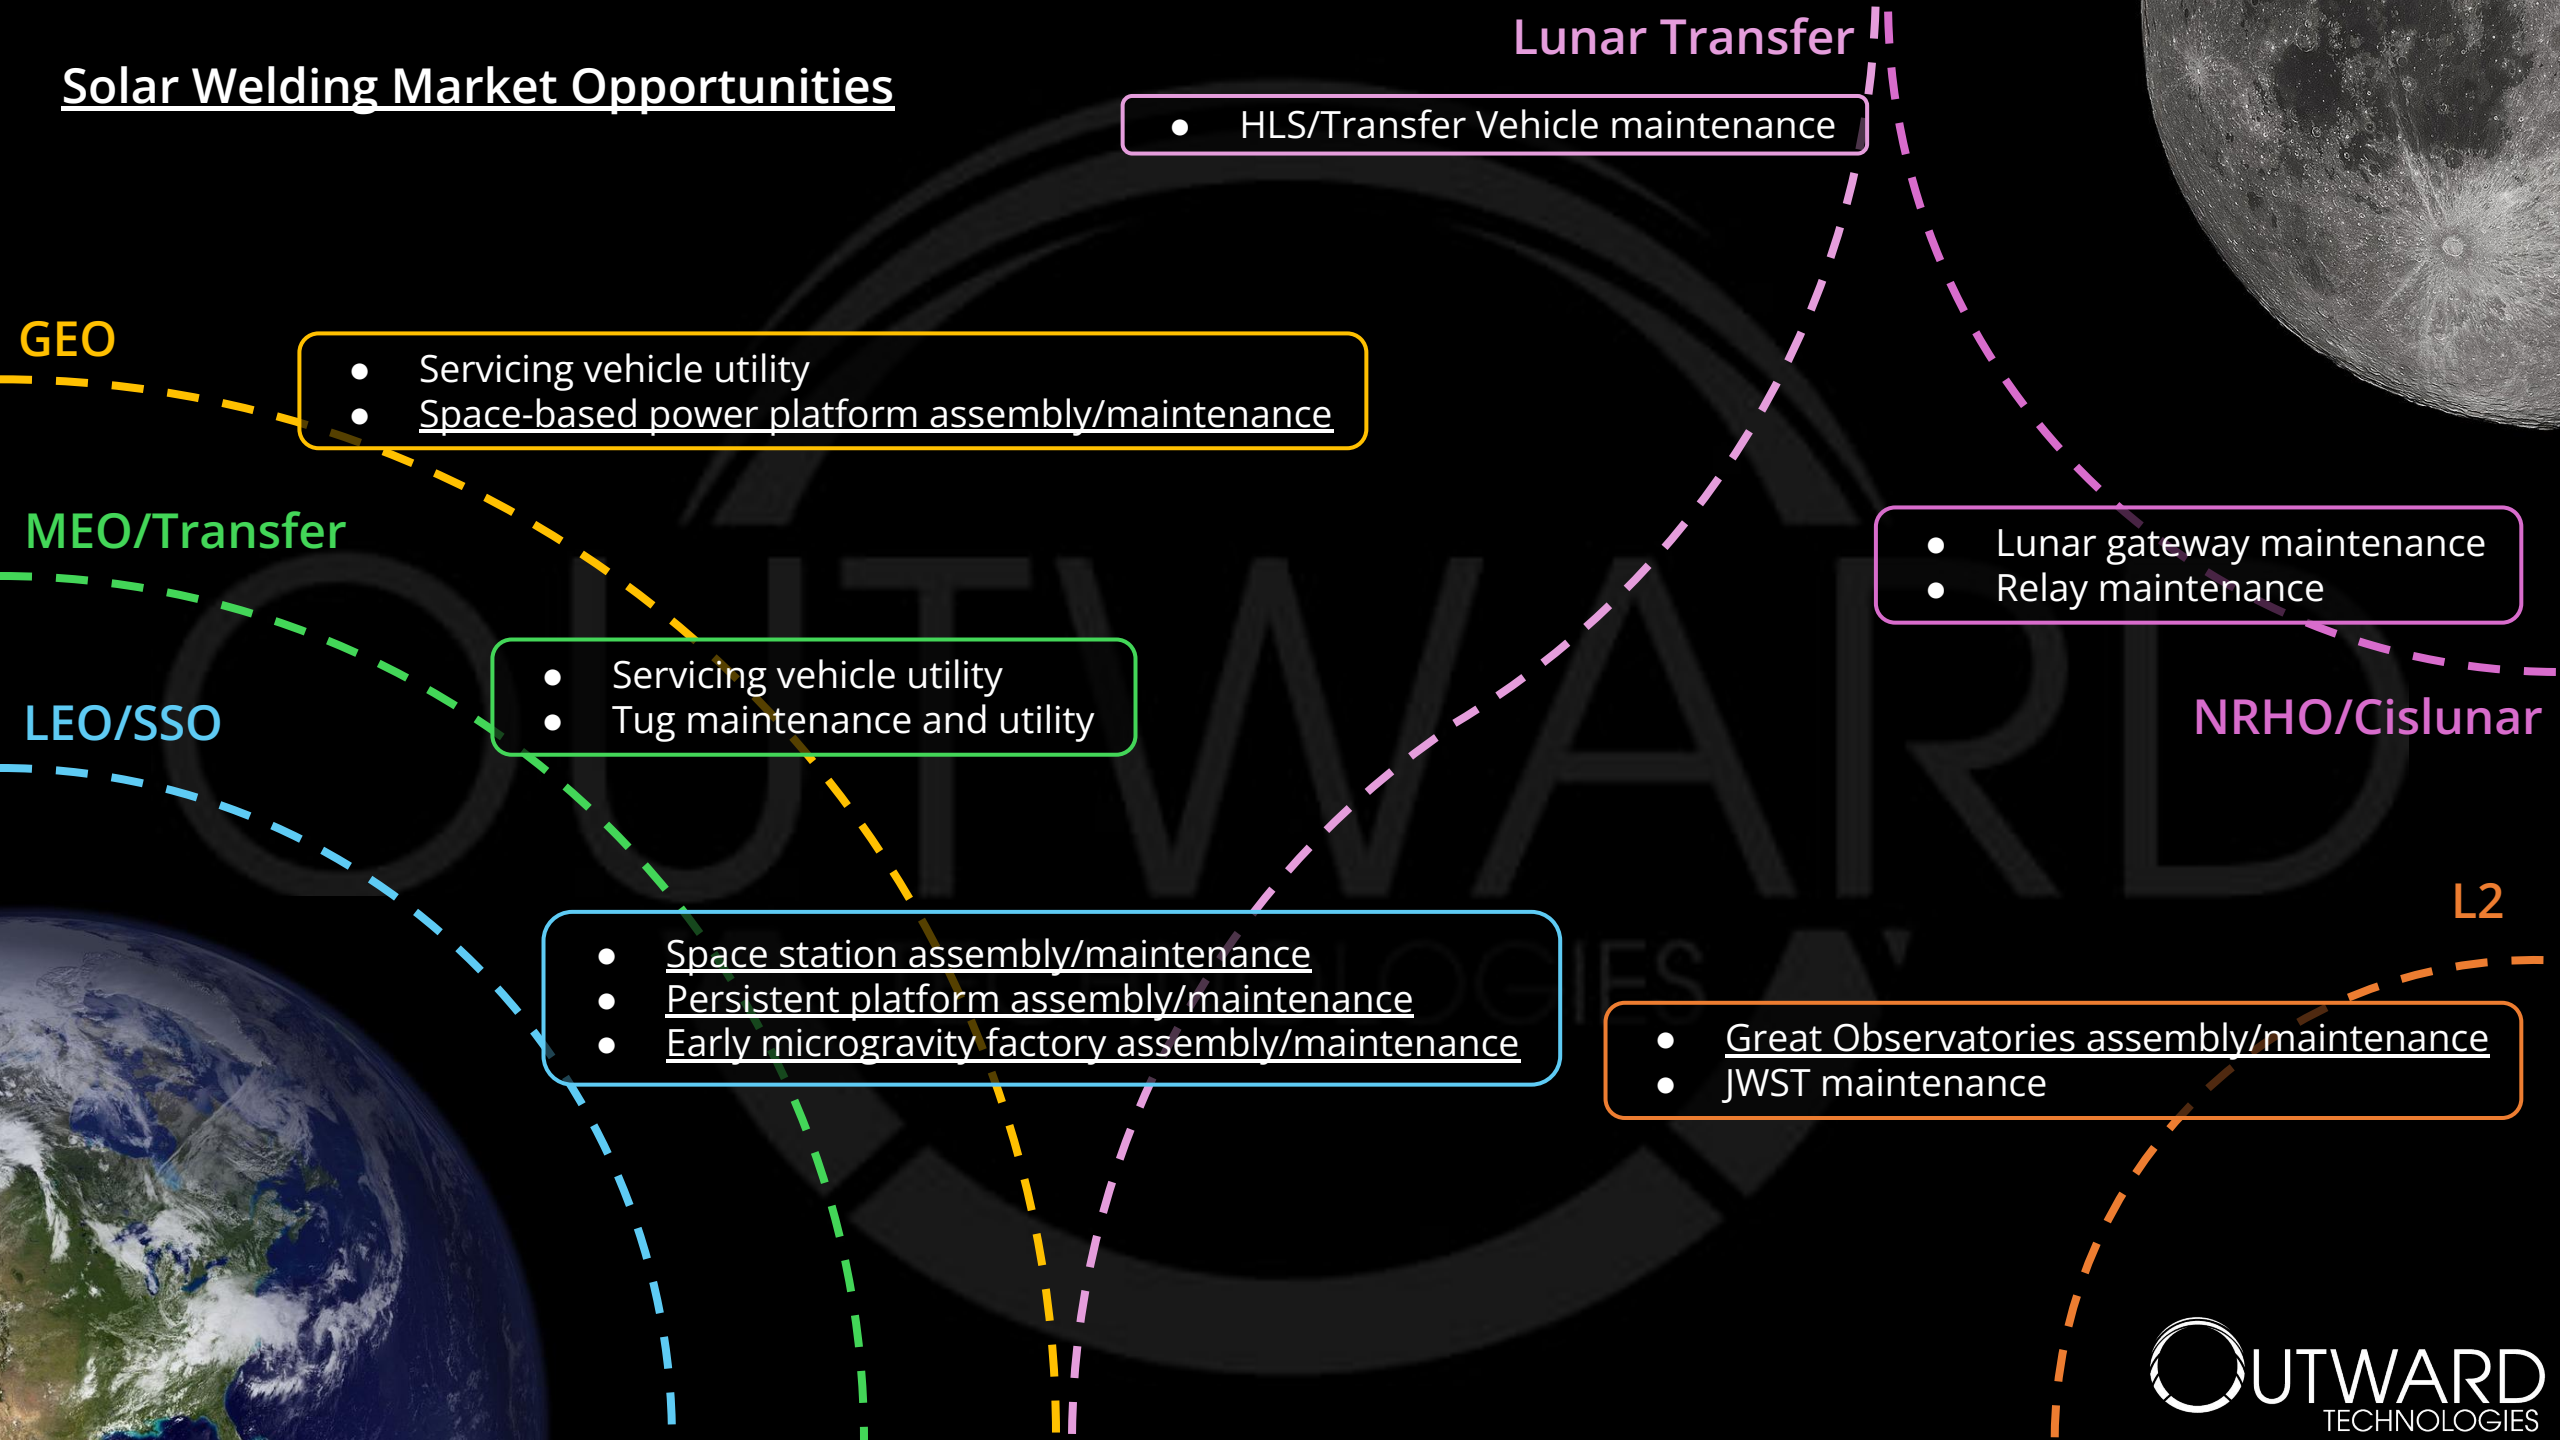 Solar Welding Market Opportunities
Lunar Transfer
● HLS/Transfer Vehicle maintenance
GEO
● Servicing vehicle utility
● Space-based power platform assembly/maintenance
MEO/Transfer
● Servicing vehicle utility
● Tug maintenance and utility
● Lunar gateway maintenance
● Relay maintenance
NRHO/Cislunar
LEO/SSO
● Space station assembly/maintenance
● Persistent platform assembly/maintenance
● Early microgravity factory assembly/maintenance
L2
● Great Observatories assembly/maintenance
● JWST maintenance
OUTWARD
TECHNOLOGIES
OUTWARD
TECHNOLOGIES